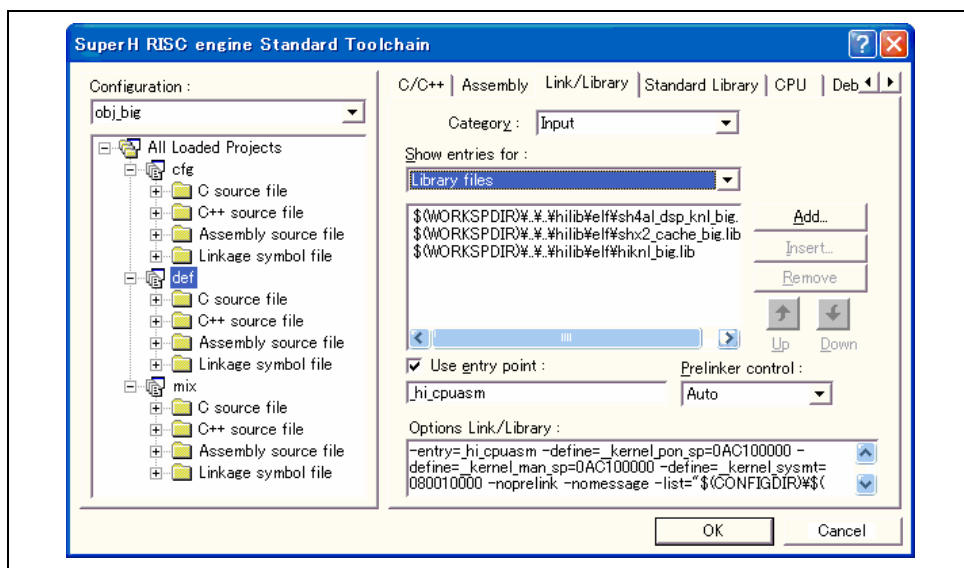 SuperH RISC engine Standard Toolchain
Configuration :
obj_big
All Loaded Projects
cfg
C source file
C++ source file
Assembly source file
Linkage symbol file
def
C source file
C++ source file
Assembly source file
Linkage symbol file
mix
C source file
C++ source file
Assembly source file
Linkage symbol file
C/C++ Assembly Link/Library Standard Library CPU Deb
Category : Input
Show entries for :
Library files
$(WORKSPDIR)¥..¥..¥hilib¥elf¥sh4al_dsp_knl_big.
$(WORKSPDIR)¥..¥..¥hilib¥elf¥shx2_cache_big.lib
$(WORKSPDIR)¥..¥..¥hilib¥elf¥hiknl_big.lib
Add...
Insert...
Remove
Up Down
Use entry point :
_hi_cpuasm
Prelinker control :
Auto
Options Link/Library :
-entry=_hi_cpuasm -define=_kernel_pon_sp=0AC100000 -
define=_kernel_man_sp=0AC100000 -define=_kernel_sysmt=
080010000 -noprelink -nomessage -list="$(CONFIGDIR)¥$(
OK Cancel